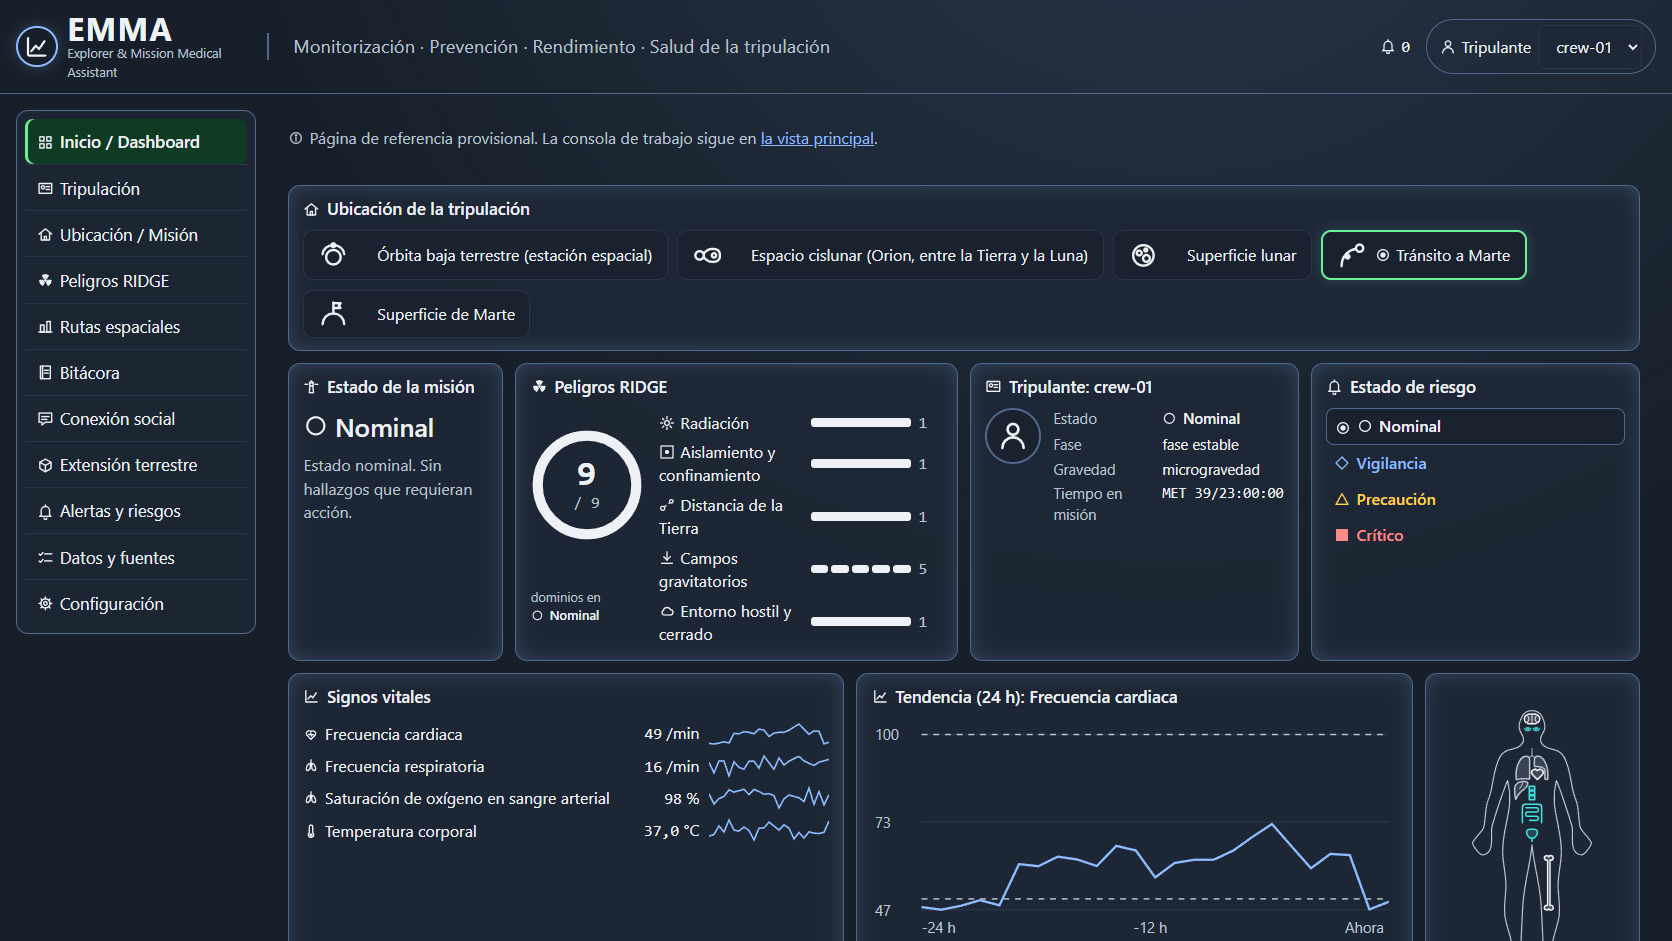 EMMA
Explorer & Mission Medical
Assistant
Monitorización · Prevención · Rendimiento · Salud de la tripulación
0
Tripulante
crew-01
Inicio / Dashboard
Tripulación
Ubicación / Misión
Peligros RIDGE
Rutas espaciales
Bitácora
Conexión social
Extensión terrestre
Alertas y riesgos
Datos y fuentes
Configuración
Página de referencia provisional. La consola de trabajo sigue en la vista principal.
Ubicación de la tripulación
Órbita baja terrestre (estación espacial)
Espacio cislunar (Orion, entre la Tierra y la Luna)
Superficie lunar
Tránsito a Marte
Superficie de Marte
Estado de la misión
Nominal
Estado nominal. Sin
hallazgos que requieran
acción.
Peligros RIDGE
9
/ 9
dominios en
Nominal
Radiación 1
Aislamiento y
confinamiento 1
Distancia de la
Tierra 1
Campos
gravitatorios 5
Entorno hostil y
cerrado 1
Tripulante: crew-01
Estado Nominal
Fase fase estable
Gravedad microgravedad
Tiempo en
misión MET 39/23:00:00
Estado de riesgo
Nominal
Vigilancia
Precaución
Crítico
Signos vitales
Frecuencia cardiaca 49 /min
Frecuencia respiratoria 16 /min
Saturación de oxígeno en sangre arterial 98 %
Temperatura corporal 37,0 °C
Tendencia (24 h): Frecuencia cardiaca
100
73
47
-24 h
-12 h
Ahora